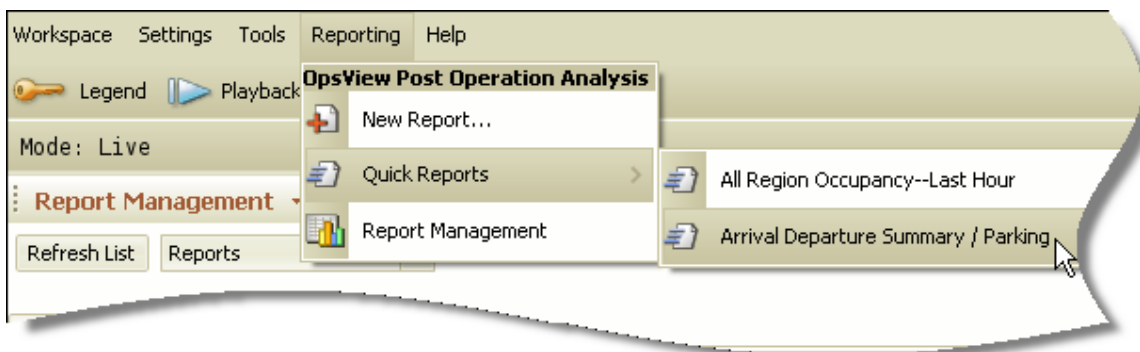 Workspace Settings Tools Reporting Help
Legend Playback
OpsView Post Operation Analysis
New Report...
Mode: Live
Quick Reports
All Region Occupancy--Last Hour
Report Management
Report Management
Arrival Departure Summary / Parking
Refresh List Reports